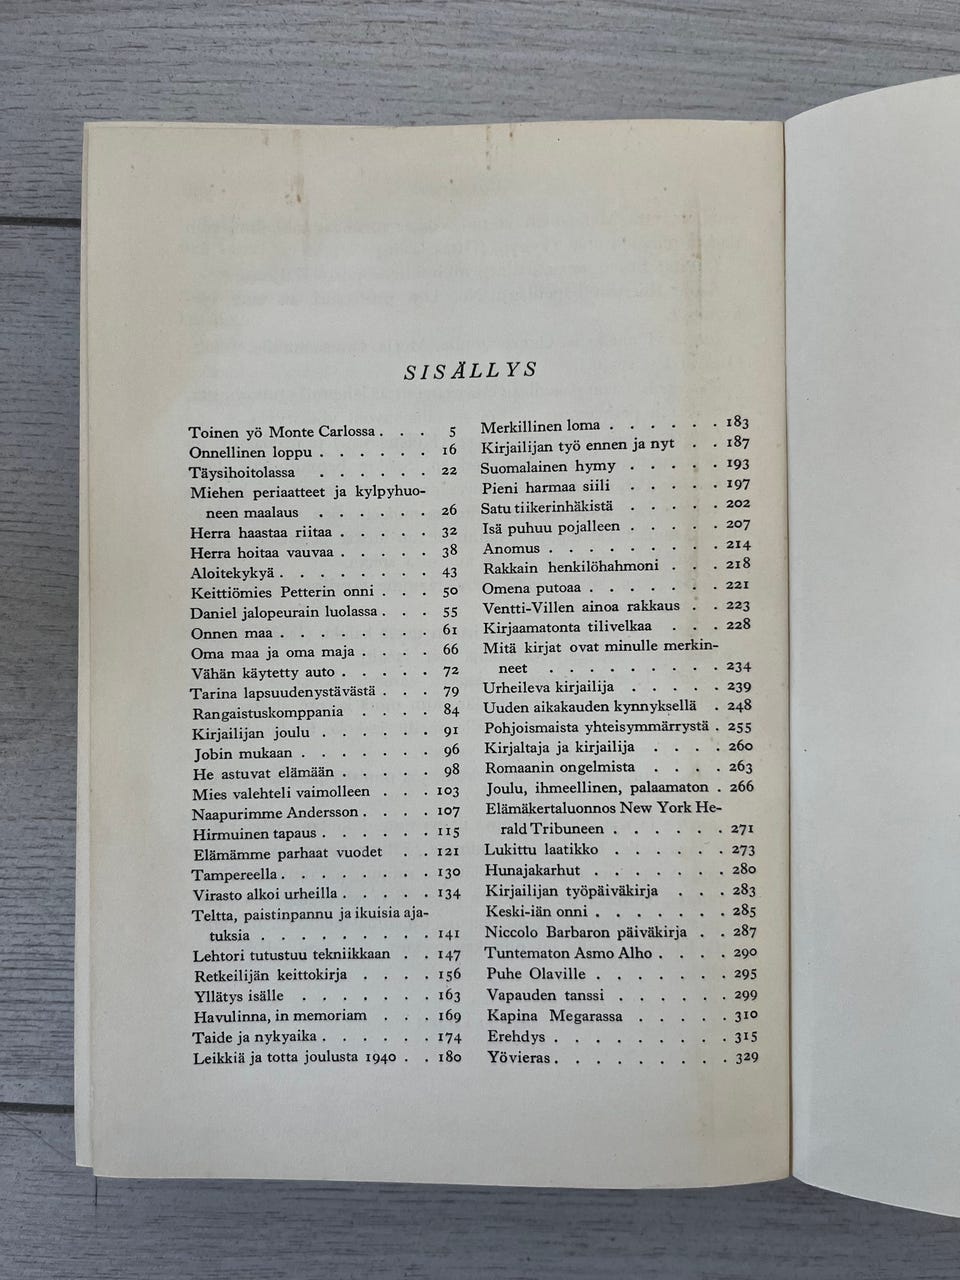 SISÄLLYS
Toinen yö Monte Carlossa . . . 5
Onnellinen loppu . . . . . . 16
Täysihoitolassa . . . . . . 22
Miehen periaatteet ja kylpyhuo-
neen maalaus . . . . . . 26
Herra haastaa riitaa . . . . . 32
Herra hoitaa vauvaa . . . . . 38
Aloitekykyä . . . . . . . . 43
Keittiömies Petterin onni . . . 50
Daniel jalopeurain luolassa . . . 55
Onnen maa . . . . . . . . 61
Oma maa ja oma maja . . . . 66
Vähän käytetty auto . . . . . 72
Tarina lapsuudenystävästä . . . 79
Rangaistuskomppania . . . . 84
Kirjailijan joulu . . . . . . 91
Jobin mukaan . . . . . . . 96
He astuvat elämään . . . . . 98
Mies valehteli vaimolleen . . . 103
Naapurimme Andersson . . . . 107
Hirmuinen tapaus . . . . . . 115
Elämämme parhaat vuodet . . 121
Tampereella . . . . . . . . 130
Virasto alkoi urheilla . . . . . 134
Teltta, paistinpannu ja ikuisia aja-
tuksia . . . . . . . . . 141
Lehtori tutustuu tekniikkaan . . 147
Retkeilijän keittokirja . . . . 156
Yllätys isälle . . . . . . . 163
Havulinna, in memoriam . . . 169
Taide ja nykyaika . . . . . . 174
Leikkiä ja totta joulusta 1940 . . 180
Merkillinen loma . . . . . . 183
Kirjailijan työ ennen ja nyt . . 187
Suomalainen hymy . . . . . 193
Pieni harmaa siili . . . . . 197
Satu tiikerinhäkistä . . . . . 202
Isä puhuu pojalleen . . . . . 207
Anomus . . . . . . . . . 214
Rakkain henkilöhahmoni . . . 218
Omena putoaa . . . . . . . 221
Ventti-Villen ainoa rakkaus . . 223
Kirjaamatonta tilivelkaa . . . 228
Mitä kirjat ovat minulle merkin-
neet . . . . . . . . . 234
Urheileva kirjailija . . . . . 239
Uuden aikakauden kynnyksellä . 248
Pohjoismaista yhteisymmärrystä . 255
Kirjaltaja ja kirjailija . . . . 260
Romaanin ongelmista . . . . 263
Joulu, ihmeellinen, palaamaton . 266
Elämäkertaluonnos New York He-
rald Tribuneen . . . . . . 271
Lukittu laatikko . . . . . . 273
Hunajakarhut . . . . . . . 280
Kirjailijan työpäiväkirja . . . 283
Keski-iän onni . . . . . . . 285
Niccolo Barbaron päiväkirja . . 287
Tuntematon Asmo Alho . . . . 290
Puhe Olaville . . . . . . . 295
Vapauden tanssi . . . . . . 299
Kapina Megarassa . . . . . 310
Erehdys . . . . . . . . . 315
Yövieras . . . . . . . . . 329